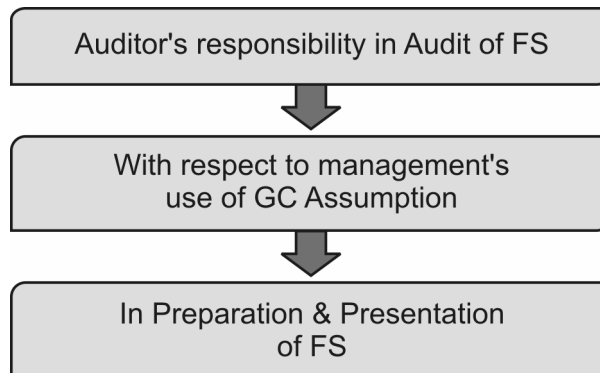 Auditor's responsibility in Audit of FS
With respect to management's
use of GC Assumption
In Preparation & Presentation
of FS